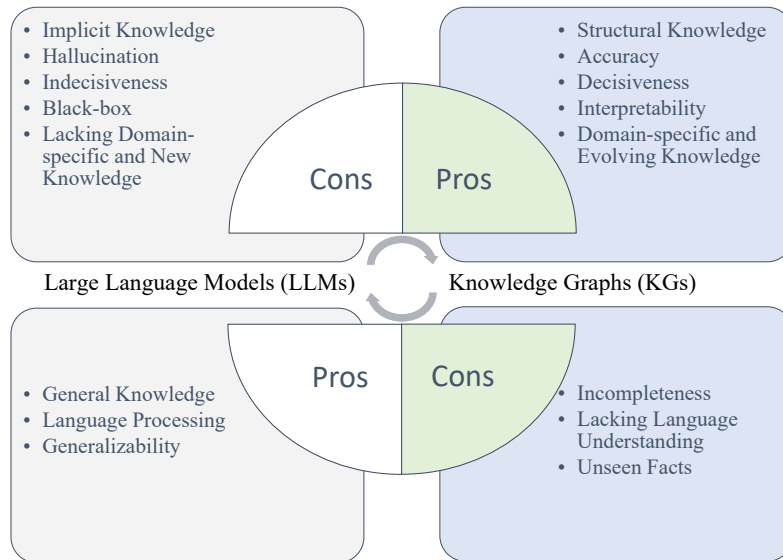 • Implicit Knowledge
• Hallucination
• Indecisiveness
• Black-box
• Lacking Domain-
specific and New
Knowledge
• Structural Knowledge
• Accuracy
• Decisiveness
• Interpretability
• Domain-specific and
Evolving Knowledge
Cons
Pros
Large Language Models (LLMs)
Knowledge Graphs (KGs)
Pros
Cons
• General Knowledge
• Language Processing
• Generalizability
• Incompleteness
• Lacking Language
Understanding
• Unseen Facts